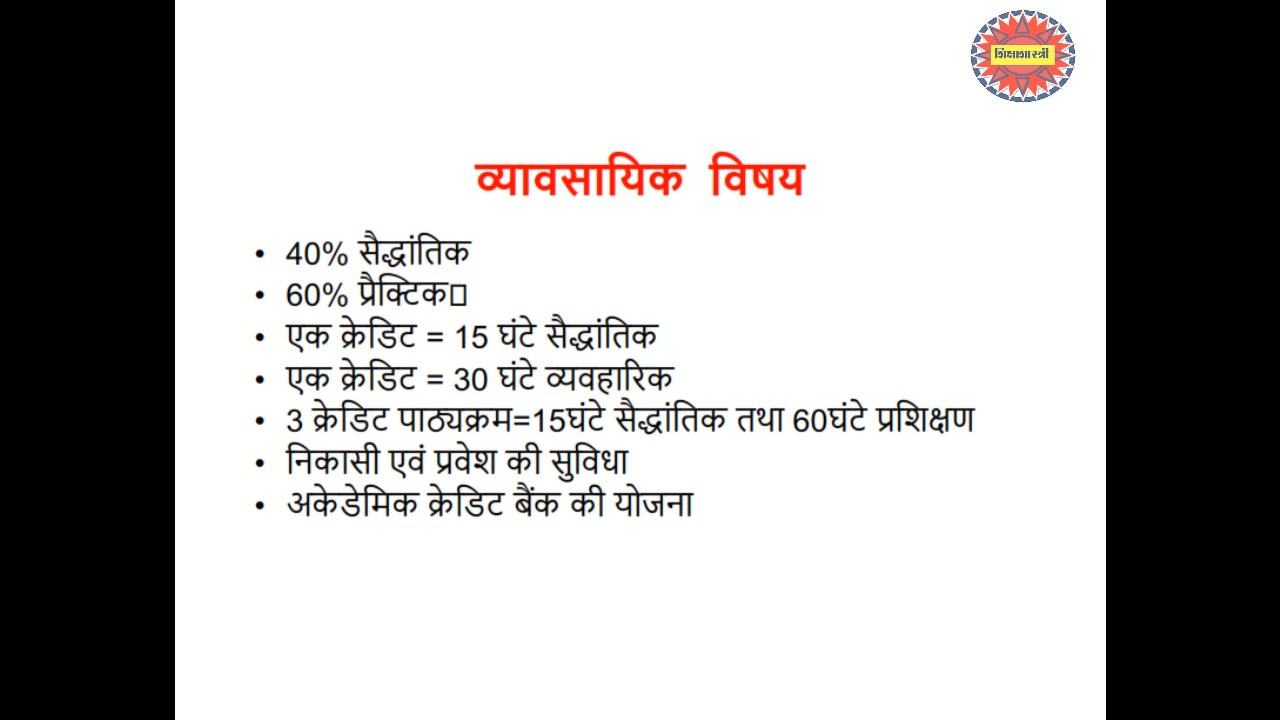 शिक्षाशास्त्री
व्यावसायिक विषय
• 40% सैद्धांतिक
• 60% प्रैक्टिक
• एक क्रेडिट = 15 घंटे सैद्धांतिक
• एक क्रेडिट = 30 घंटे व्यवहारिक
• 3 क्रेडिट पाठ्यक्रम=15घंटे सैद्धांतिक तथा 60घंटे प्रशिक्षण
• निकासी एवं प्रवेश की सुविधा
• अकेडेमिक क्रेडिट बैंक की योजना